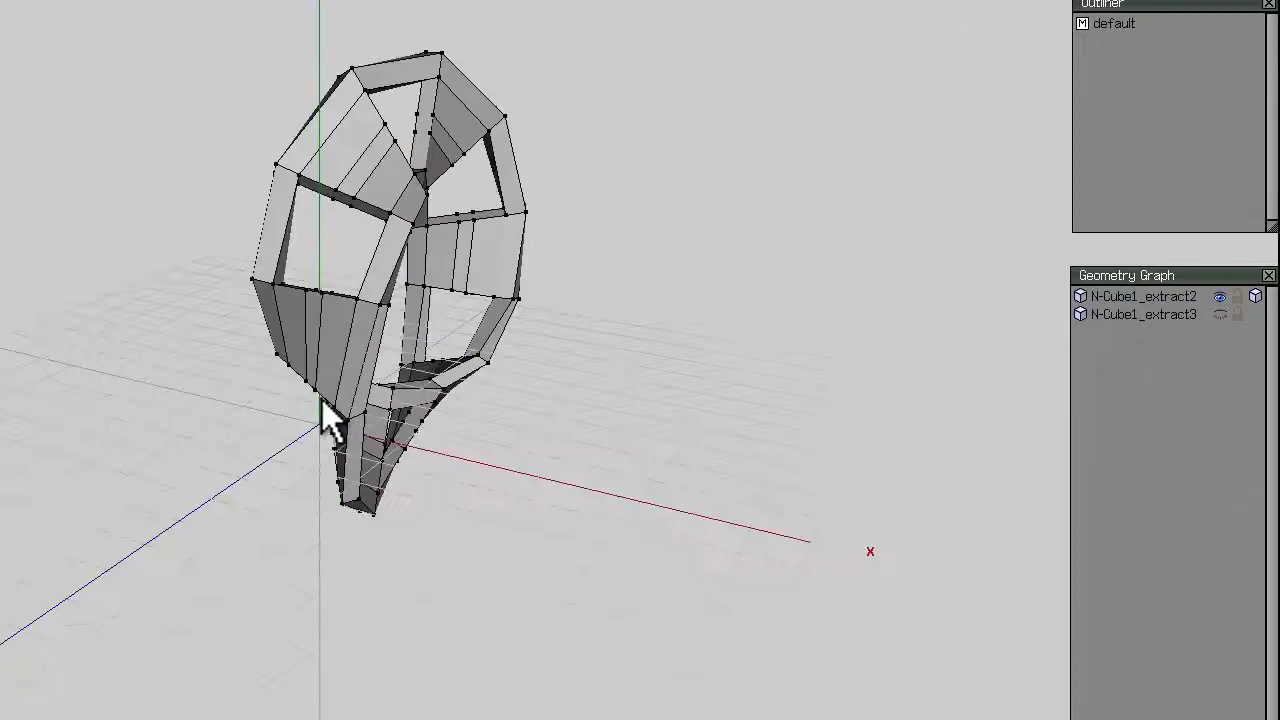 Outliner
M default
Geometry Graph
N-Cube1_extract2
N-Cube1_extract3
x